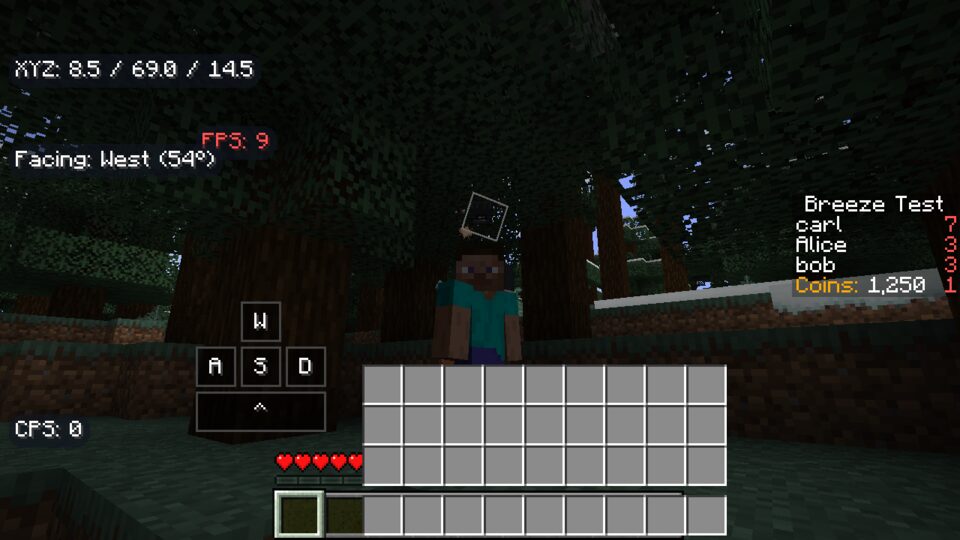 XYZ: 8.5 / 69.0 / 14.5
FPS: 9
Facing: West (54º)
Breeze Test
carl 7
Alice 3
bob 3
Coins: 1,250 1
W
A S D
^
CPS: 0